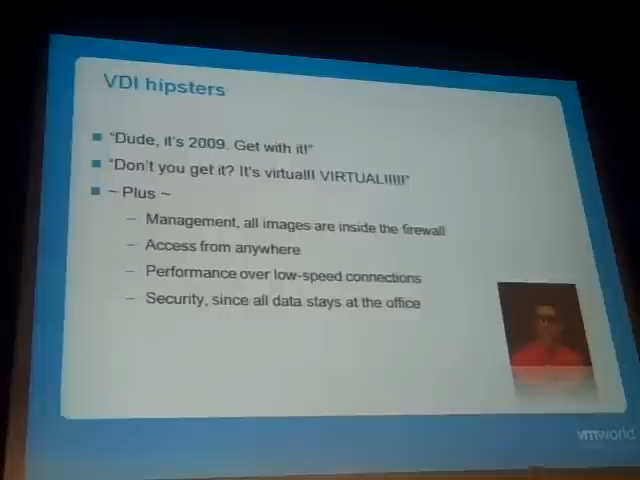 VDI hipsters
"Dude, it's 2009. Get with it!"
"Don't you get it? It's virtual!! VIRTUAL!!!!!"
~ Plus ~
– Management, all images are inside the firewall
– Access from anywhere
– Performance over low-speed connections
– Security, since all data stays at the office
vmworld